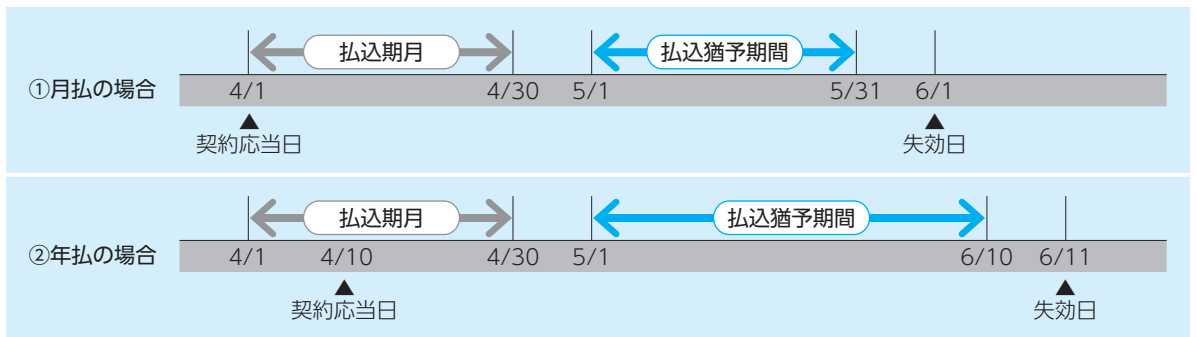 払込期月 払込猶予期間
①月払の場合 4/1 4/30 5/1 5/31 6/1
契約応当日 失効日
払込期月 払込猶予期間
②年払の場合 4/1 4/10 4/30 5/1 6/10 6/11
契約応当日 失効日